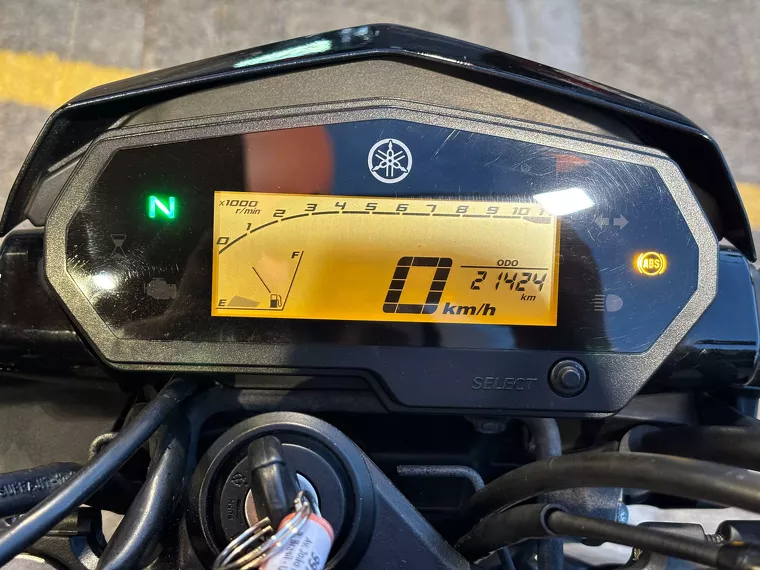 N
x1000
r/min
0 1 2 3 4 5 6 7 8 9 10 11
F
ODO
21424
km
0 km/h
E
ABS
SELECT